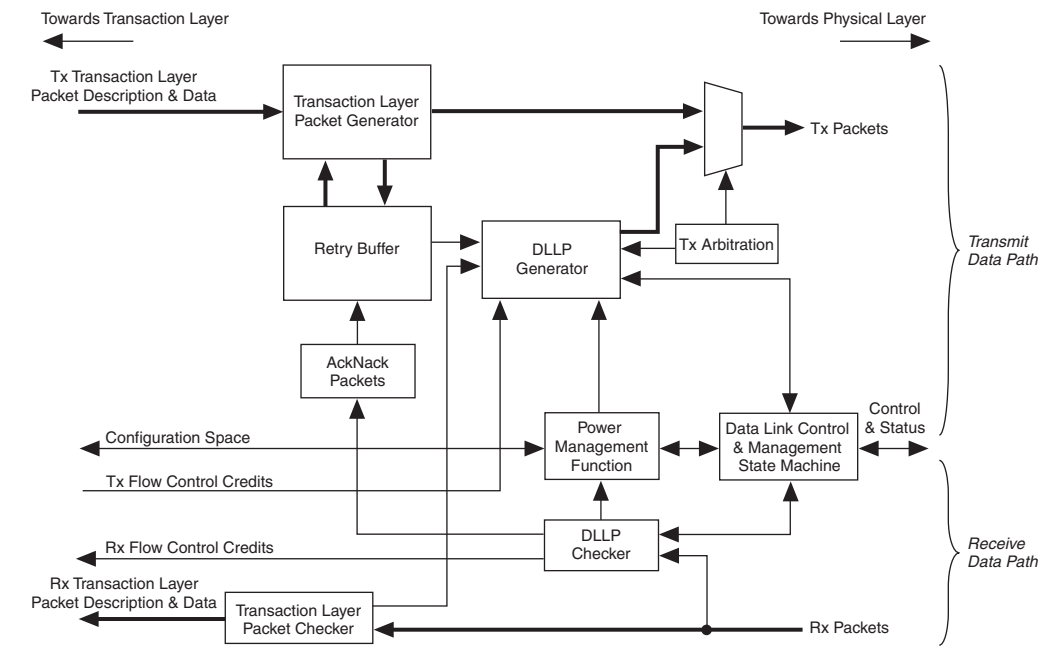 Towards Transaction Layer
Towards Physical Layer
Tx Transaction Layer
Packet Description & Data
Transaction Layer
Packet Generator
Tx Packets
Retry Buffer
DLLP
Generator
Tx Arbitration
Transmit
Data Path
AckNack
Packets
Configuration Space
Power
Management
Function
Data Link Control
& Management
State Machine
Control
& Status
Tx Flow Control Credits
DLLP
Checker
Rx Flow Control Credits
Receive
Data Path
Rx Transaction Layer
Packet Description & Data
Transaction Layer
Packet Checker
Rx Packets